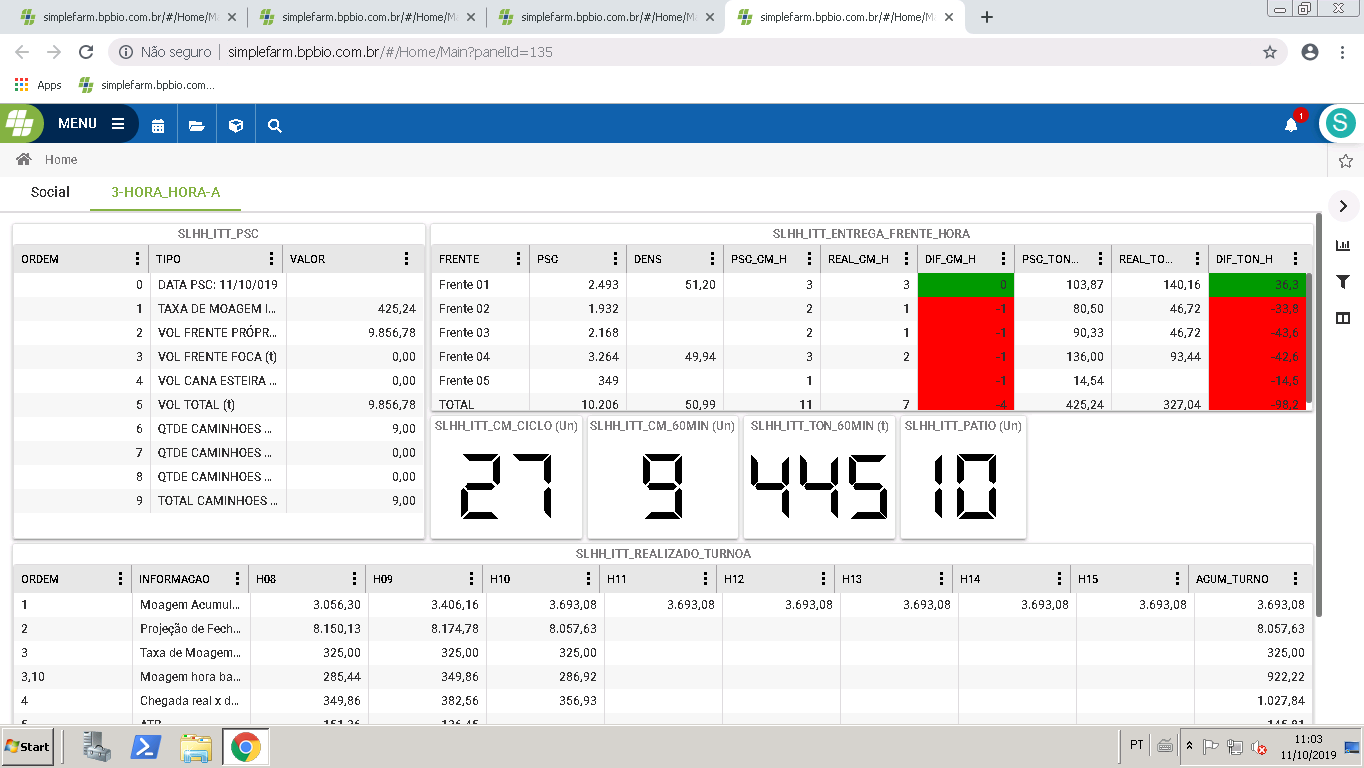 simplefarm.bpbio.com.br/#/Home/M simplefarm.bpbio.com.br/#/Home/M simplefarm.bpbio.com.br/#/Home/M simplefarm.bpbio.com.br/#/Home/M
Não seguro simplefarm.bpbio.com.br/#/Home/Main?panelId=135
Apps simplefarm.bpbio.com...
MENU 1 S
Home
Social 3-HORA_HORA-A
SLHH_ITT_PSC
ORDEM TIPO VALOR
0 DATA PSC: 11/10/019
1 TAXA DE MOAGEM I... 425,24
2 VOL FRENTE PRÓPR... 9.856,78
3 VOL FRENTE FOCA (t) 0,00
4 VOL CANA ESTEIRA ... 0,00
5 VOL TOTAL (t) 9.856,78
6 QTDE CAMINHOES ... 9,00
7 QTDE CAMINHOES ... 0,00
8 QTDE CAMINHOES ... 0,00
9 TOTAL CAMINHOES ... 9,00
SLHH_ITT_ENTREGA_FRENTE_HORA
FRENTE PSC DENS PSC_CM_H REAL_CM_H DIF_CM_H PSC_TON... REAL_TO... DIF_TON_H
Frente 01 2.493 51,20 3 3 0 103,87 140,16 36,3
Frente 02 1.932 2 1 -1 80,50 46,72 -33,8
Frente 03 2.168 2 1 -1 90,33 46,72 -43,6
Frente 04 3.264 49,94 3 2 -1 136,00 93,44 -42,6
Frente 05 349 1 -1 14,54 -14,5
TOTAL 10.206 50,99 11 7 -4 425,24 327,04 -98,2
SLHH_ITT_CM_CICLO (Un) SLHH_ITT_CM_60MIN (Un) SLHH_ITT_TON_60MIN (t) SLHH_ITT_PATIO (Un)
27 9 445 10
SLHH_ITT_REALIZADO_TURNOA
ORDEM INFORMACAO H08 H09 H10 H11 H12 H13 H14 H15 ACUM_TURNO
1 Moagem Acumul... 3.056,30 3.406,16 3.693,08 3.693,08 3.693,08 3.693,08 3.693,08 3.693,08 3.693,08
2 Projeção de Fech... 8.150,13 8.174,78 8.057,63 8.057,63
3 Taxa de Moagem... 325,00 325,00 325,00 325,00
3,10 Moagem hora ba... 285,44 349,86 286,92 922,22
4 Chegada real x d... 349,86 382,56 356,93 1.027,84
5 ATR
Start PT 11:03
11/10/2019